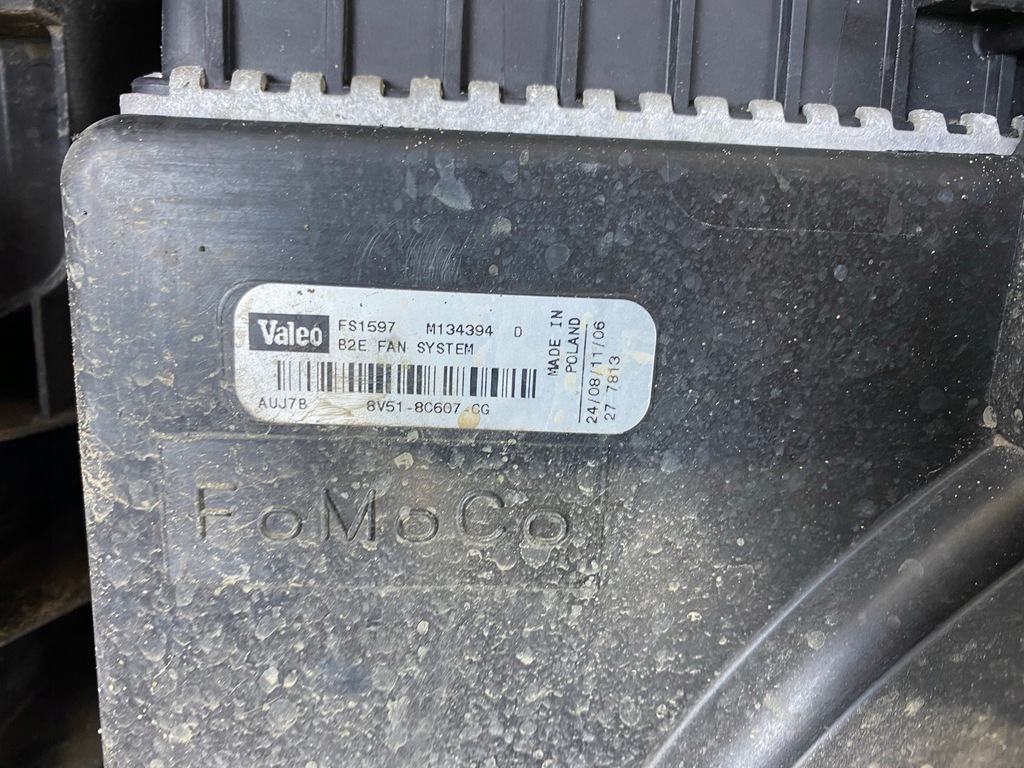 Valeo
FS1597 M134394 D
B2E FAN SYSTEM
AUJ7B 8V51-8C607-CG
MADE IN
POLAND
24/08/11/06
27 7813
FoMoCo